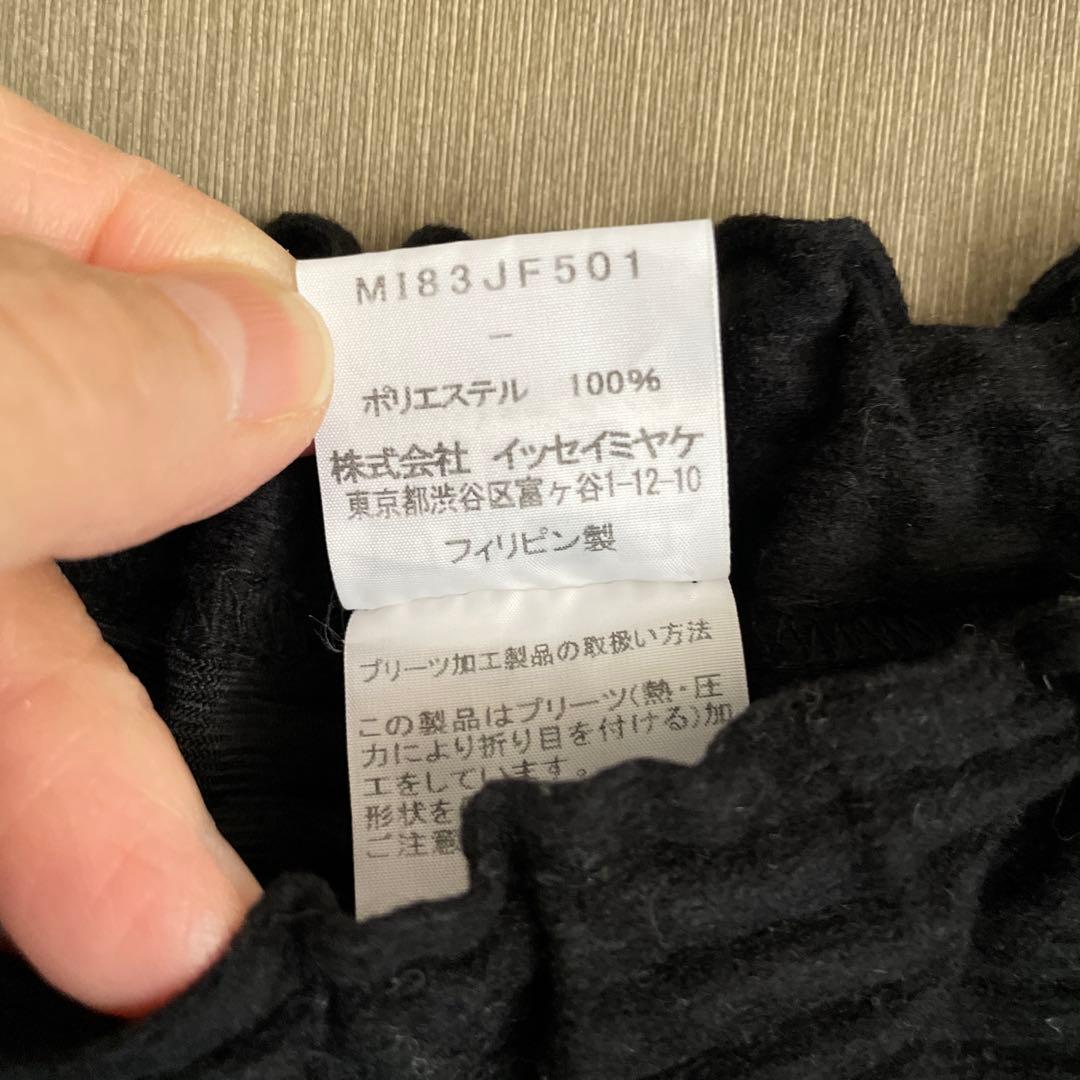 MI83JF501
–
ポリエステル 100%
株式会社 イッセイミヤケ
東京都渋谷区富ヶ谷1-12-10
フィリピン製
プリーツ加工製品の取扱い方法
この製品はプリーツ(熱・圧
力により折り目を付ける)加
工をしています。
形状を
ご注意